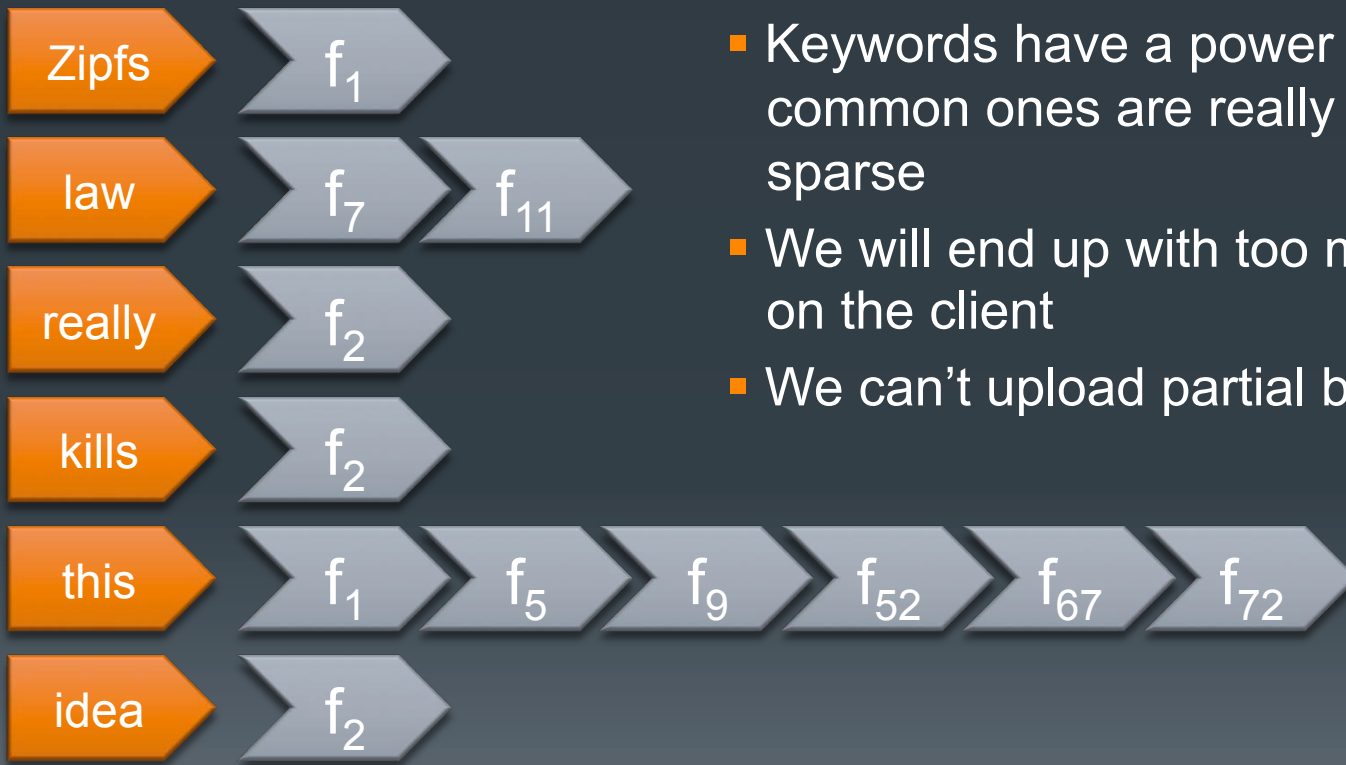 Zipfs f₁
law f₇ f₁₁
really f₂
kills f₂
this f₁ f₅ f₉ f₅₂ f₆₇ f₇₂
idea f₂
▪ Keywords have a power
common ones are really
sparse
▪ We will end up with too
on the client
▪ We can’t upload partial